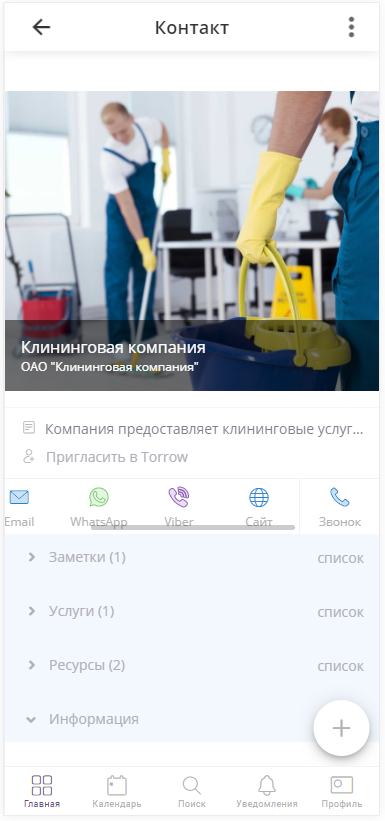 Контакт
Клининговая компания
ОАО "Клининговая компания"
Компания предоставляет клининговые услуг...
Пригласить в Torrow
Email WhatsApp Viber Сайт Звонок
Заметки (1) список
Услуги (1) список
Ресурсы (2) список
Информация
Главная Календарь Поиск Уведомления Профиль